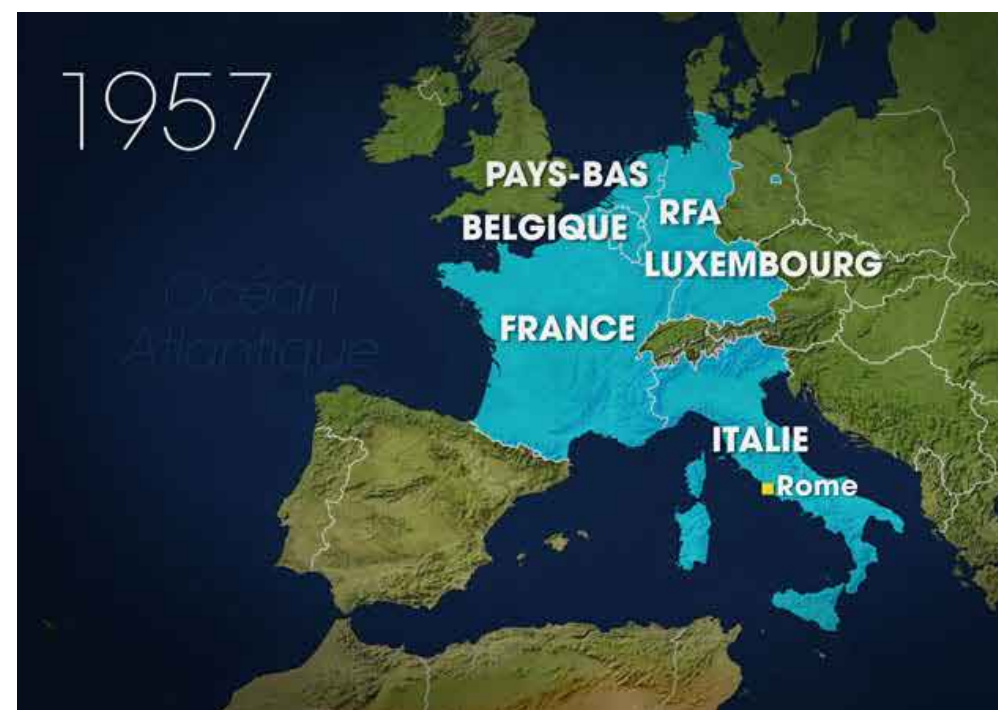 1957
PAYS-BAS
BELGIQUE
RFA
LUXEMBOURG
Océan
Atlantique
FRANCE
ITALIE
Rome